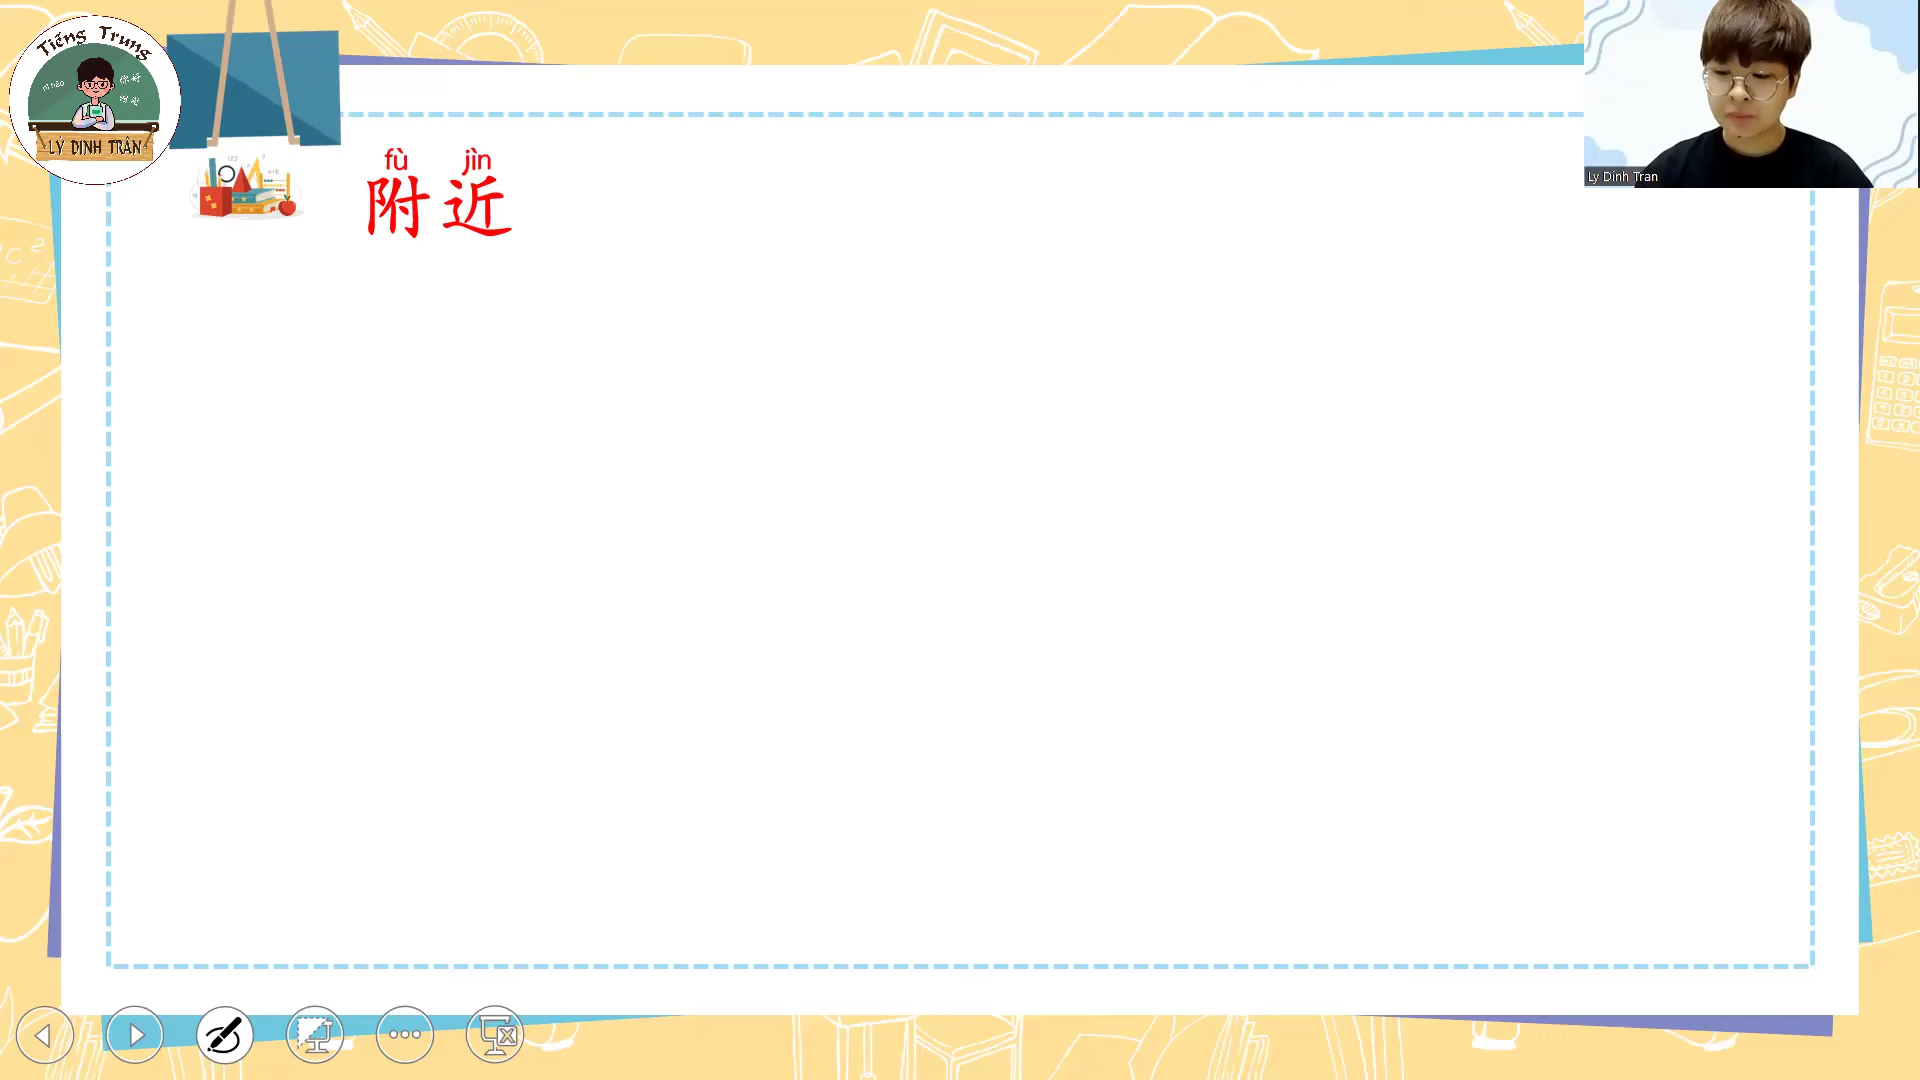 Tiếng Trung
LÝ DINH TRÂN
fù jìn
附近
Ly Dinh Tran